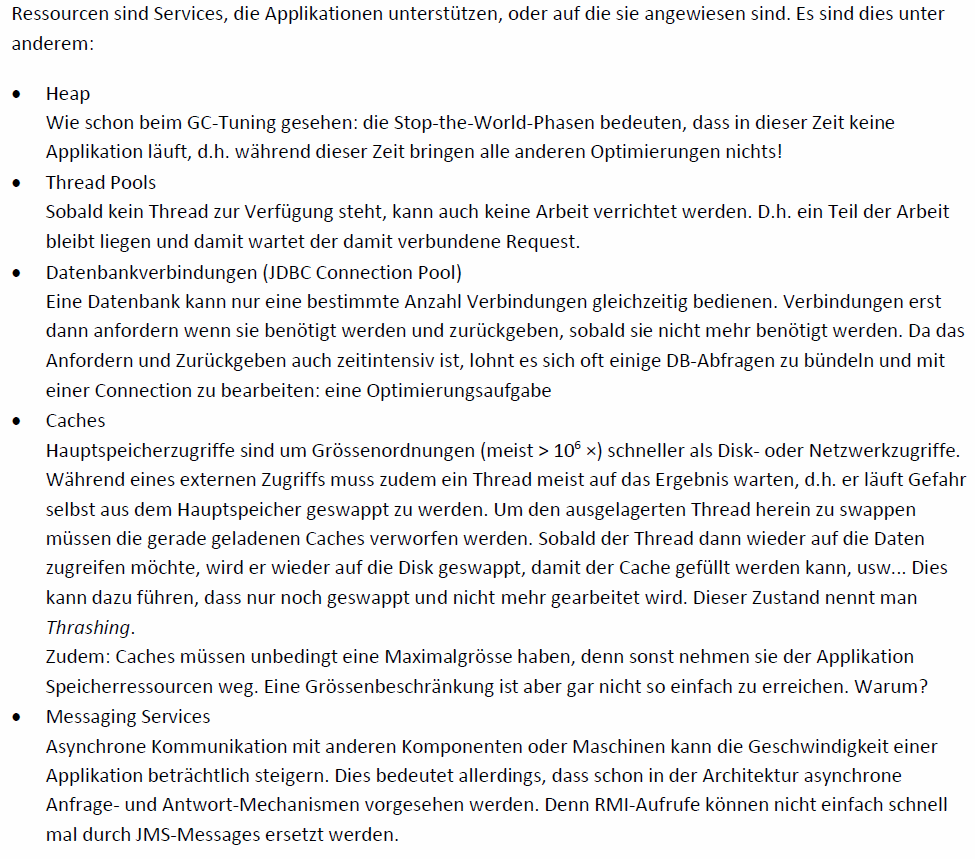 Ressourcen sind Services, die Applikationen unterstützen, oder auf die sie angewiesen sind. Es sind dies unter
anderem:
• Heap
Wie schon beim GC-Tuning gesehen: die Stop-the-World-Phasen bedeuten, dass in dieser Zeit keine
Applikation läuft, d.h. während dieser Zeit bringen alle anderen Optimierungen nichts!
• Thread Pools
Sobald kein Thread zur Verfügung steht, kann auch keine Arbeit verrichtet werden. D.h. ein Teil der Arbeit
bleibt liegen und damit wartet der damit verbundene Request.
• Datenbankverbindungen (JDBC Connection Pool)
Eine Datenbank kann nur eine bestimmte Anzahl Verbindungen gleichzeitig bedienen. Verbindungen erst
dann anfordern wenn sie benötigt werden und zurückgeben, sobald sie nicht mehr benötigt werden. Da das
Anfordern und Zurückgeben auch zeitintensiv ist, lohnt es sich oft einige DB-Abfragen zu bündeln und mit
einer Connection zu bearbeiten: eine Optimierungsaufgabe
• Caches
Hauptspeicherzugriffe sind um Grössenordnungen (meist > 10⁶ ×) schneller als Disk- oder Netzwerkzugriffe.
Während eines externen Zugriffs muss zudem ein Thread meist auf das Ergebnis warten, d.h. er läuft Gefahr
selbst aus dem Hauptspeicher geswappt zu werden. Um den ausgelagerten Thread herein zu swappen
müssen die gerade geladenen Caches verworfen werden. Sobald der Thread dann wieder auf die Daten
zugreifen möchte, wird er wieder auf die Disk geswappt, damit der Cache gefüllt werden kann, usw... Dies
kann dazu führen, dass nur noch geswappt und nicht mehr gearbeitet wird. Dieser Zustand nennt man
Thrashing.
Zudem: Caches müssen unbedingt eine Maximalgrösse haben, denn sonst nehmen sie der Applikation
Speicherressourcen weg. Eine Grössenbeschränkung ist aber gar nicht so einfach zu erreichen. Warum?
• Messaging Services
Asynchrone Kommunikation mit anderen Komponenten oder Maschinen kann die Geschwindigkeit einer
Applikation beträchtlich steigern. Dies bedeutet allerdings, dass schon in der Architektur asynchrone
Anfrage- und Antwort-Mechanismen vorgesehen werden. Denn RMI-Aufrufe können nicht einfach schnell
mal durch JMS-Messages ersetzt werden.